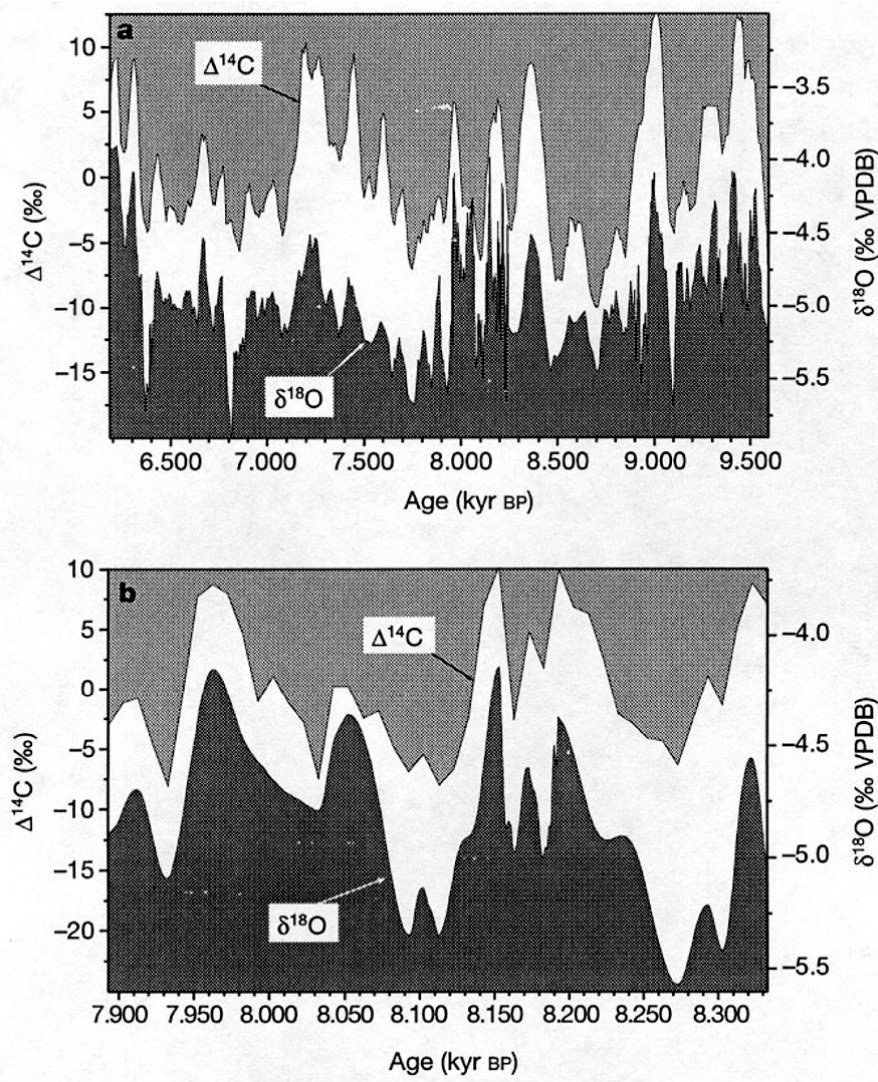 a
Δ¹⁴C
δ¹⁸O
Δ¹⁴C (‰)
10
5
0
−5
−10
−15
δ¹⁸O (‰ VPDB)
−3.5
−4.0
−4.5
−5.0
−5.5
6.500 7.000 7.500 8.000 8.500 9.000 9.500
Age (kyr BP)
b
Δ¹⁴C
δ¹⁸O
Δ¹⁴C (‰)
10
5
0
−5
−10
−15
−20
δ¹⁸O (‰ VPDB)
−4.0
−4.5
−5.0
−5.5
7.900 7.950 8.000 8.050 8.100 8.150 8.200 8.250 8.300
Age (kyr BP)